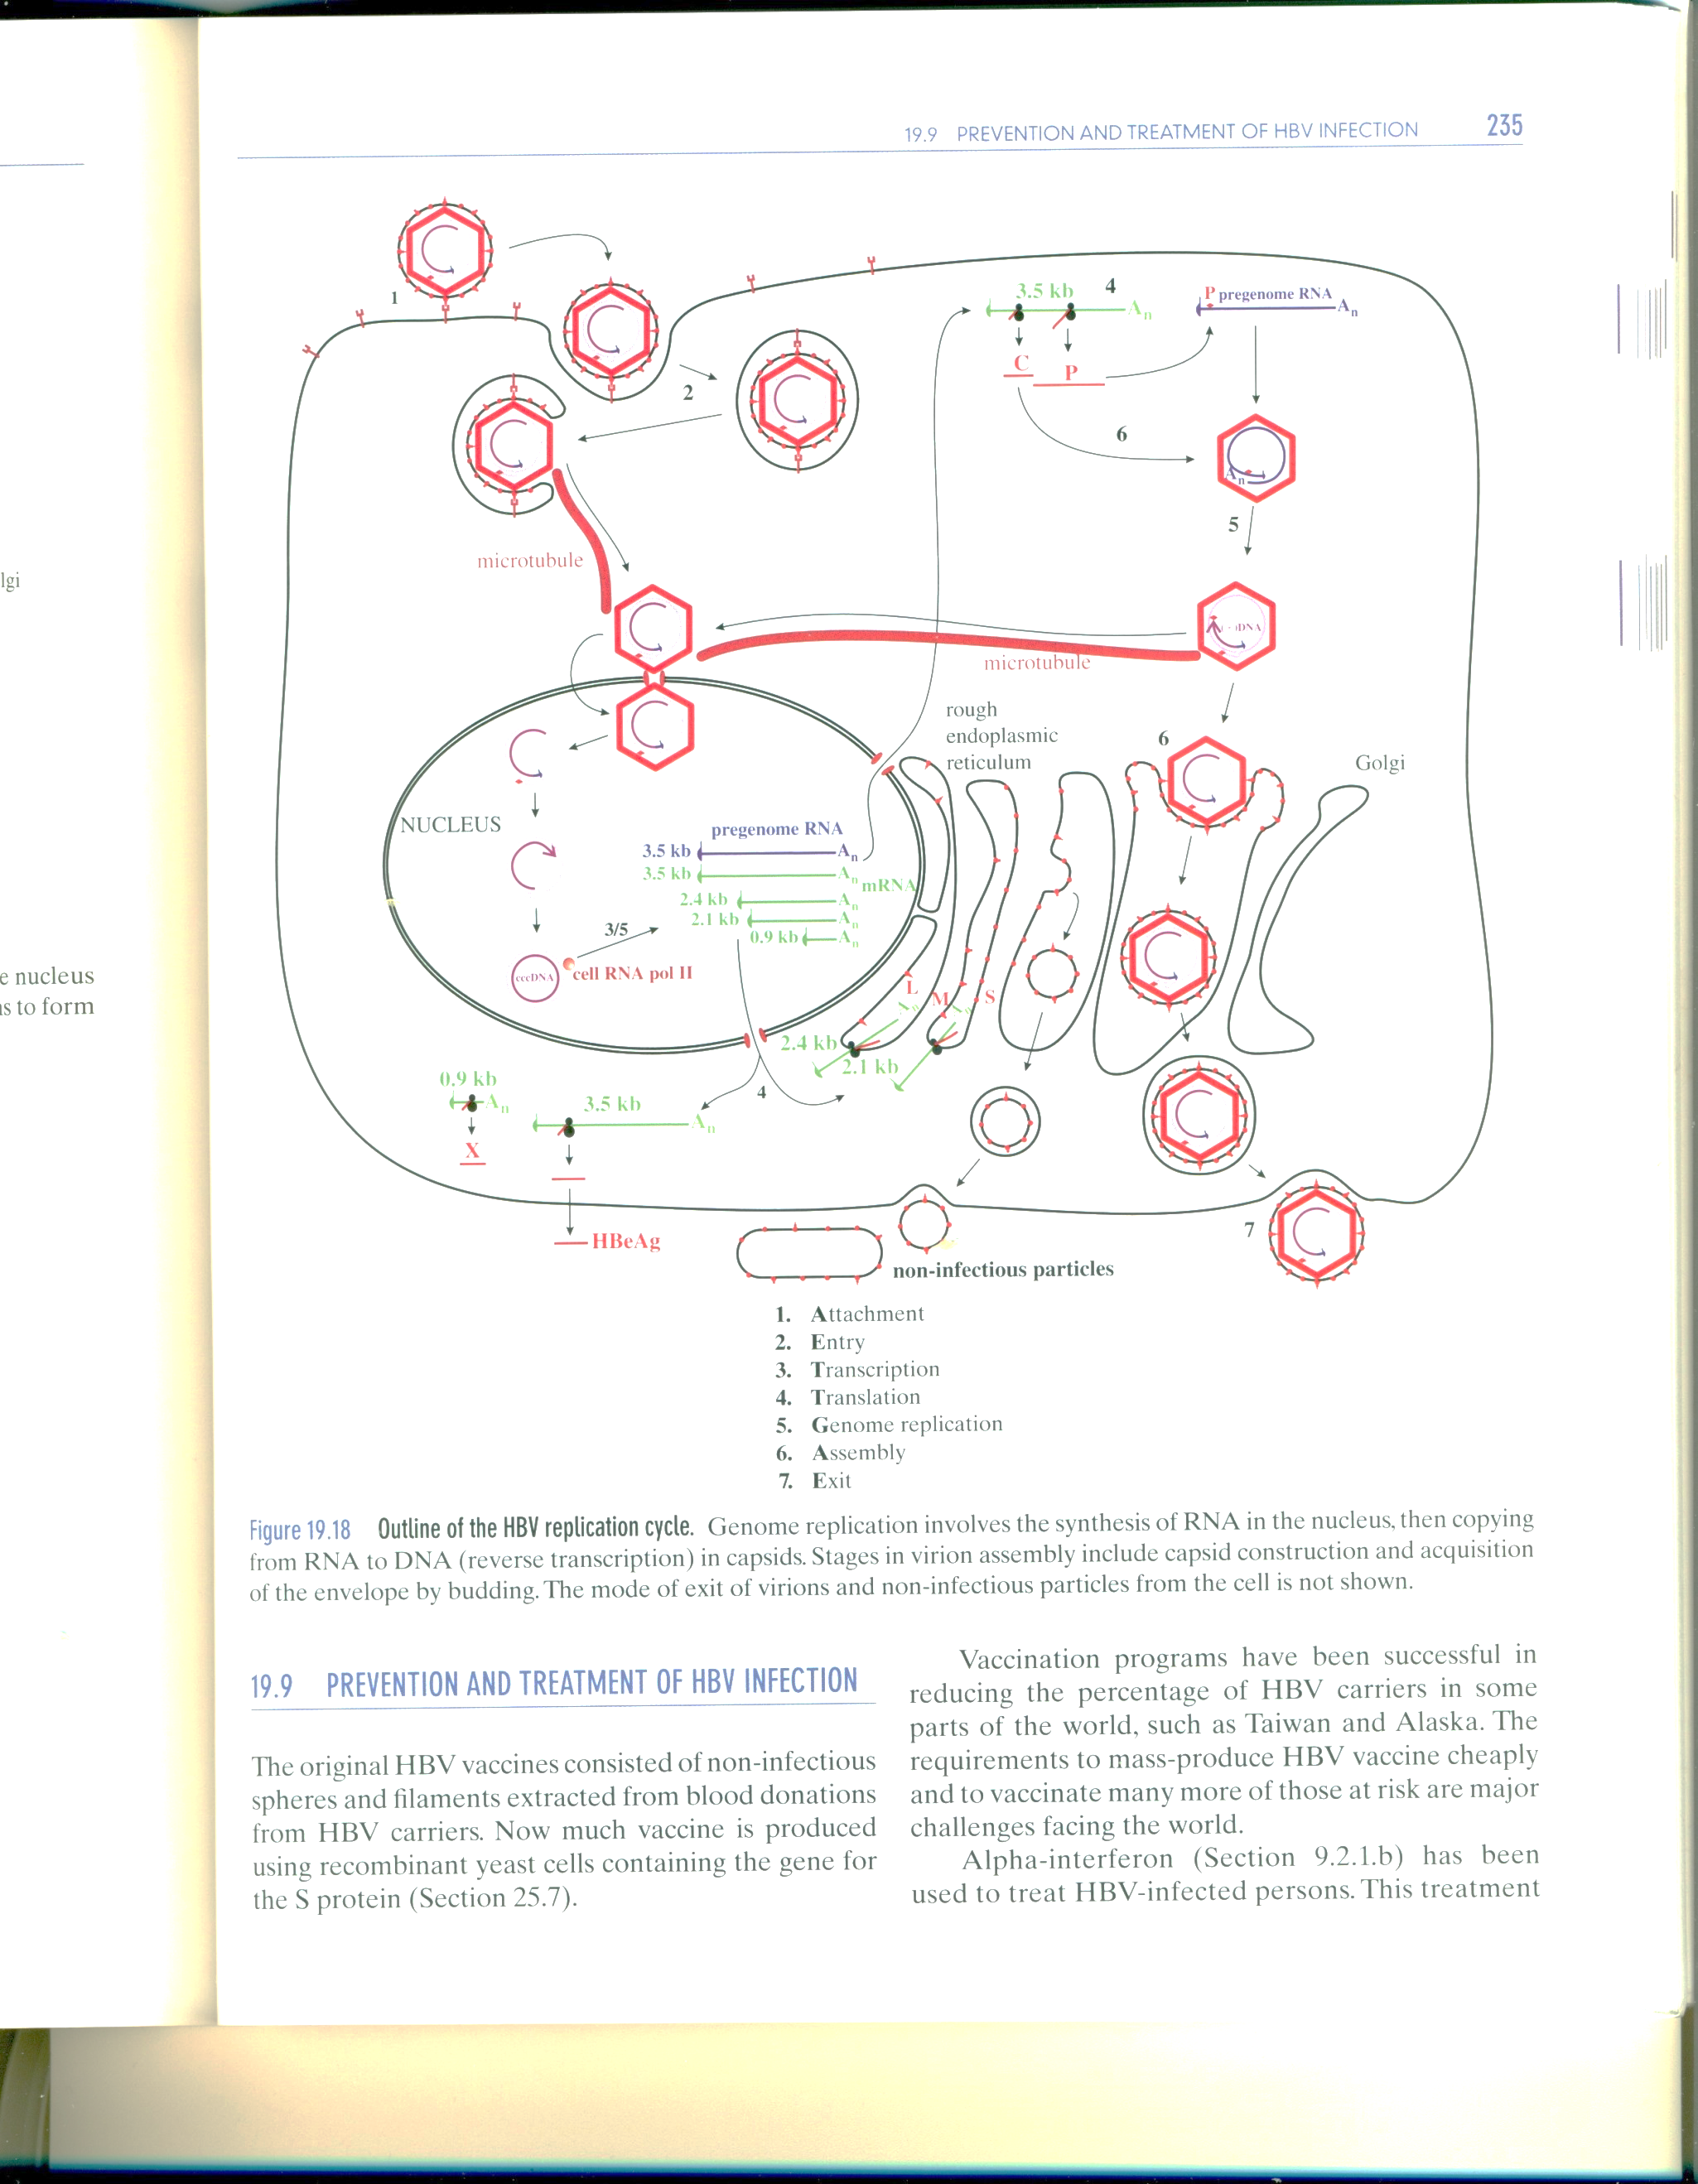 19.9 PREVENTION AND TREATMENT OF HBV INFECTION 235
lgi
e nucleus
s to form
1
2
microtubule
3.5 kb 4
An
C
P
P pregenome RNA
An
6
An
5
DNA
microtubule
rough
endoplasmic
reticulum
6
Golgi
NUCLEUS
pregenome RNA
3.5 kb An
3.5 kb An mRNA
2.4 kb An
2.1 kb An
0.9 kb An
3/5
cccDNA
cell RNA pol II
L
M
S
An
2.4 kb
2.1 kb
4
0.9 kb
An
X
3.5 kb
An
HBeAg
7
non-infectious particles
1. Attachment
2. Entry
3. Transcription
4. Translation
5. Genome replication
6. Assembly
7. Exit
Figure 19.18 Outline of the HBV replication cycle. Genome replication involves the synthesis of RNA in the nucleus, then copying
from RNA to DNA (reverse transcription) in capsids. Stages in virion assembly include capsid construction and acquisition
of the envelope by budding. The mode of exit of virions and non-infectious particles from the cell is not shown.
19.9 PREVENTION AND TREATMENT OF HBV INFECTION
The original HBV vaccines consisted of non-infectious
spheres and filaments extracted from blood donations
from HBV carriers. Now much vaccine is produced
using recombinant yeast cells containing the gene for
the S protein (Section 25.7).
Vaccination programs have been successful in
reducing the percentage of HBV carriers in some
parts of the world, such as Taiwan and Alaska. The
requirements to mass-produce HBV vaccine cheaply
and to vaccinate many more of those at risk are major
challenges facing the world.
Alpha-interferon (Section 9.2.1.b) has been
used to treat HBV-infected persons. This treatment